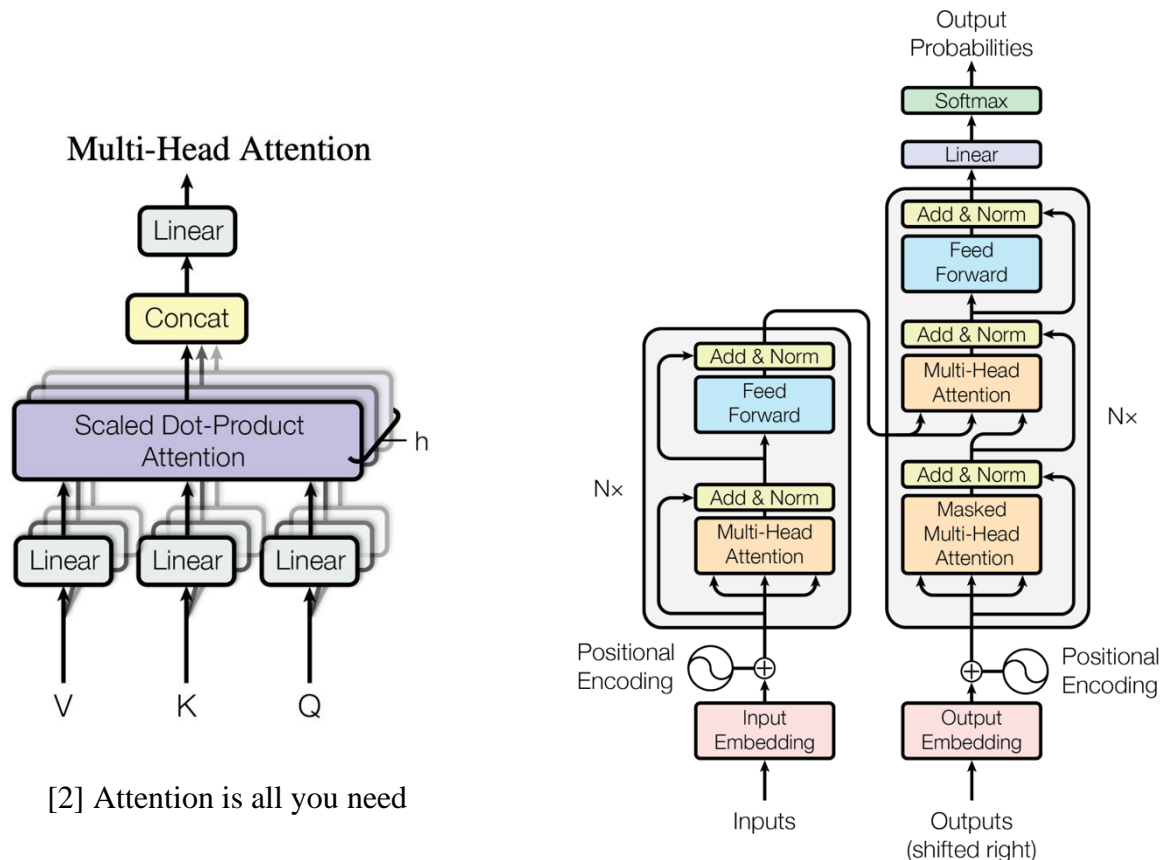 Multi-Head Attention
Linear
Concat
Scaled Dot-Product
Attention
h
Linear
Linear
Linear
V
K
Q
[2] Attention is all you need
Output
Probabilities
Softmax
Linear
Add & Norm
Feed
Forward
Add & Norm
Multi-Head
Attention
Nx
Add & Norm
Masked
Multi-Head
Attention
Add & Norm
Feed
Forward
N×
Add & Norm
Multi-Head
Attention
Positional
Encoding
Positional
Encoding
Input
Embedding
Output
Embedding
Inputs
Outputs
(shifted right)